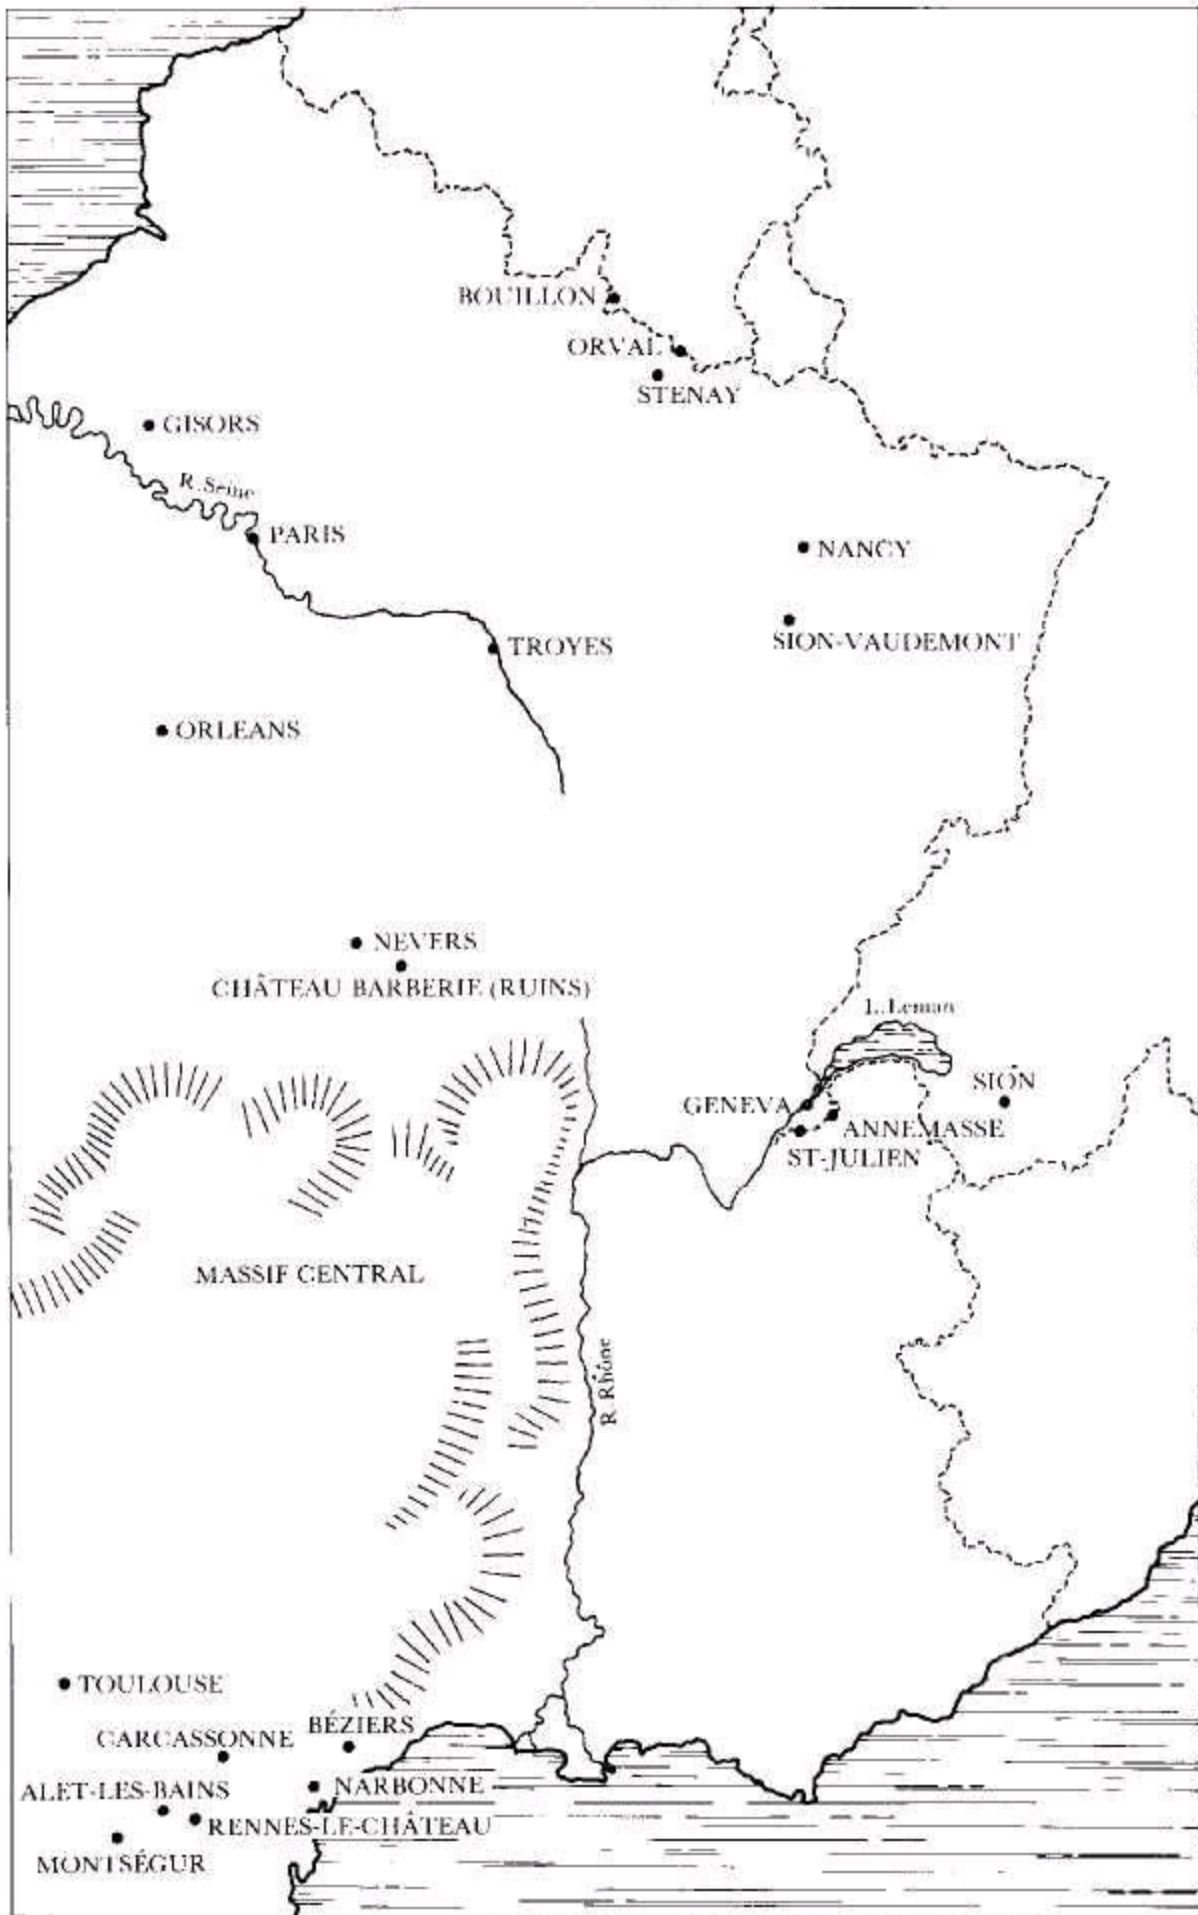 BOUILLON
ORVAL
STENAY
GISORS
R. Seine
PARIS
NANCY
SION-VAUDEMONT
TROYES
ORLEANS
NEVERS
CHÂTEAU BARBERIE (RUINS)
L. Leman
SION
GENEVA
ANNEMASSE
ST-JULIEN
MASSIF CENTRAL
R. Rhône
TOULOUSE
BÉZIERS
CARCASSONNE
ALET-LES-BAINS
NARBONNE
RENNES-LE-CHÂTEAU
MONTSÉGUR